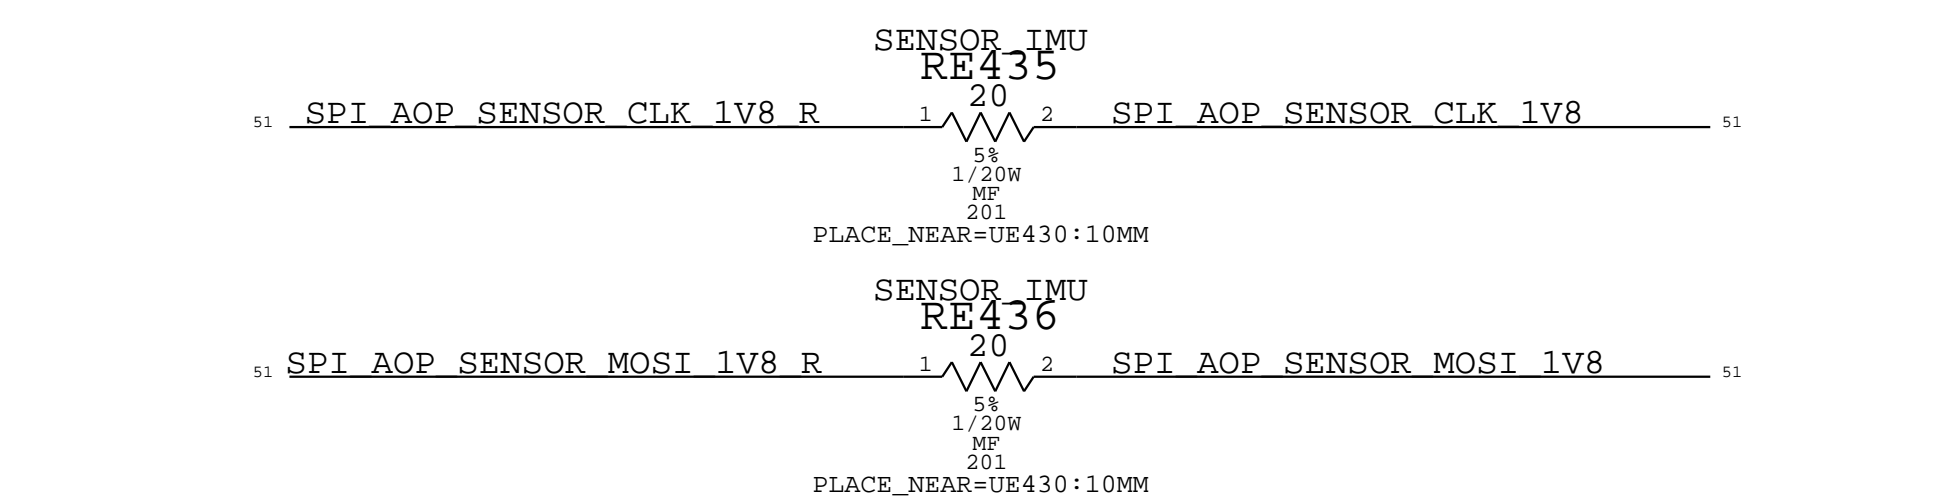 SENSOR_IMU
RE435
20
51 SPI_AOP_SENSOR_CLK_1V8_R 1 2 SPI_AOP_SENSOR_CLK_1V8 51
5%
1/20W
MF
201
PLACE_NEAR=UE430:10MM
SENSOR_IMU
RE436
20
51 SPI_AOP_SENSOR_MOSI_1V8_R 1 2 SPI_AOP_SENSOR_MOSI_1V8 51
5%
1/20W
MF
201
PLACE_NEAR=UE430:10MM